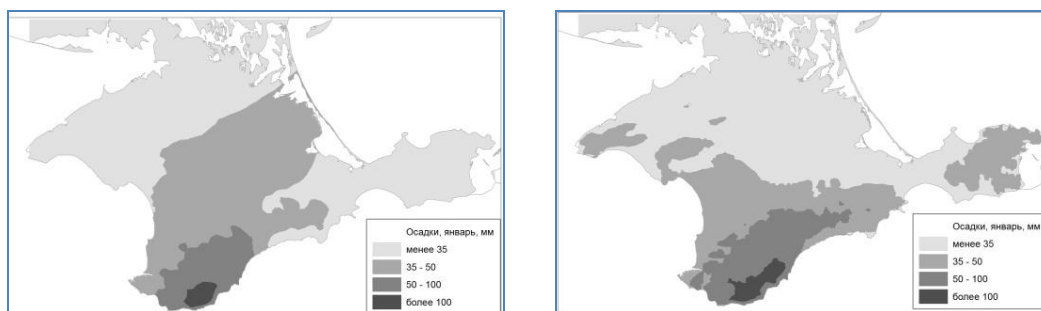 Осадки, январь, мм
менее 35
35 - 50
50 - 100
более 100
Осадки, январь, мм
менее 35
35 - 50
50 - 100
более 100